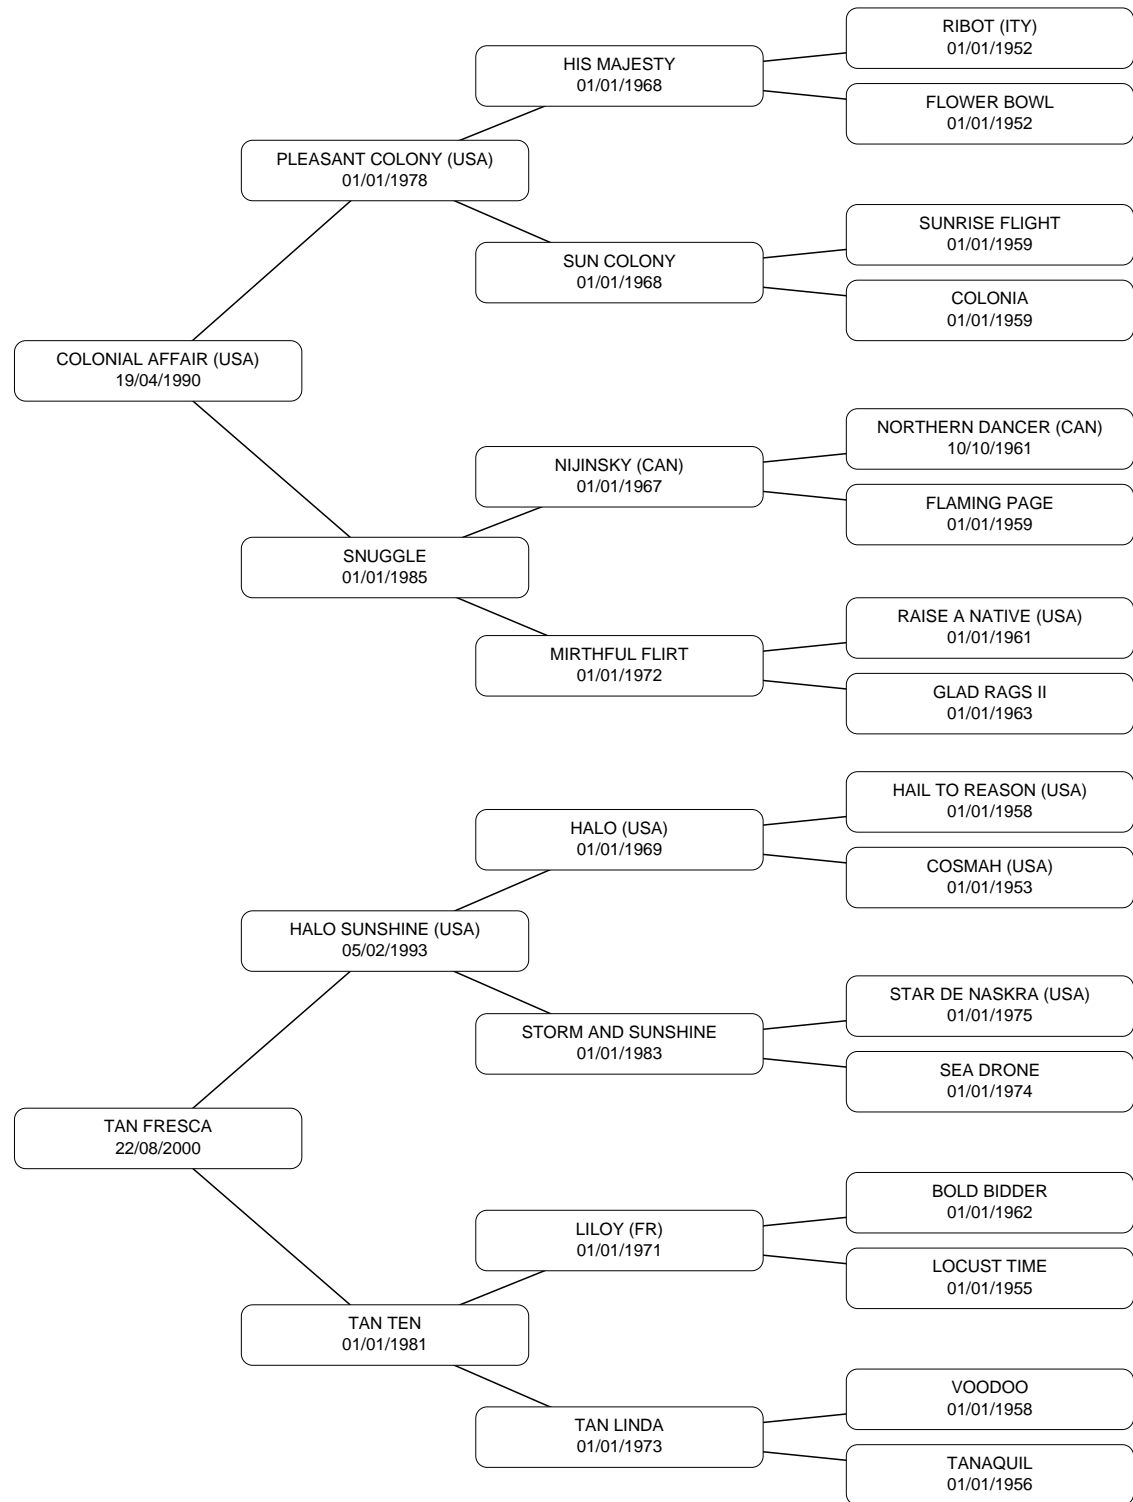 RIBOT (ITY)
01/01/1952
HIS MAJESTY
01/01/1968
FLOWER BOWL
01/01/1952
PLEASANT COLONY (USA)
01/01/1978
SUNRISE FLIGHT
01/01/1959
SUN COLONY
01/01/1968
COLONIA
01/01/1959
COLONIAL AFFAIR (USA)
19/04/1990
NORTHERN DANCER (CAN)
10/10/1961
NIJINSKY (CAN)
01/01/1967
FLAMING PAGE
01/01/1959
SNUGGLE
01/01/1985
RAISE A NATIVE (USA)
01/01/1961
MIRTHFUL FLIRT
01/01/1972
GLAD RAGS II
01/01/1963
HAIL TO REASON (USA)
01/01/1958
HALO (USA)
01/01/1969
COSMAH (USA)
01/01/1953
HALO SUNSHINE (USA)
05/02/1993
STAR DE NASKRA (USA)
01/01/1975
STORM AND SUNSHINE
01/01/1983
SEA DRONE
01/01/1974
TAN FRESCA
22/08/2000
BOLD BIDDER
01/01/1962
LILOY (FR)
01/01/1971
LOCUST TIME
01/01/1955
TAN TEN
01/01/1981
VOODOO
01/01/1958
TAN LINDA
01/01/1973
TANAQUIL
01/01/1956